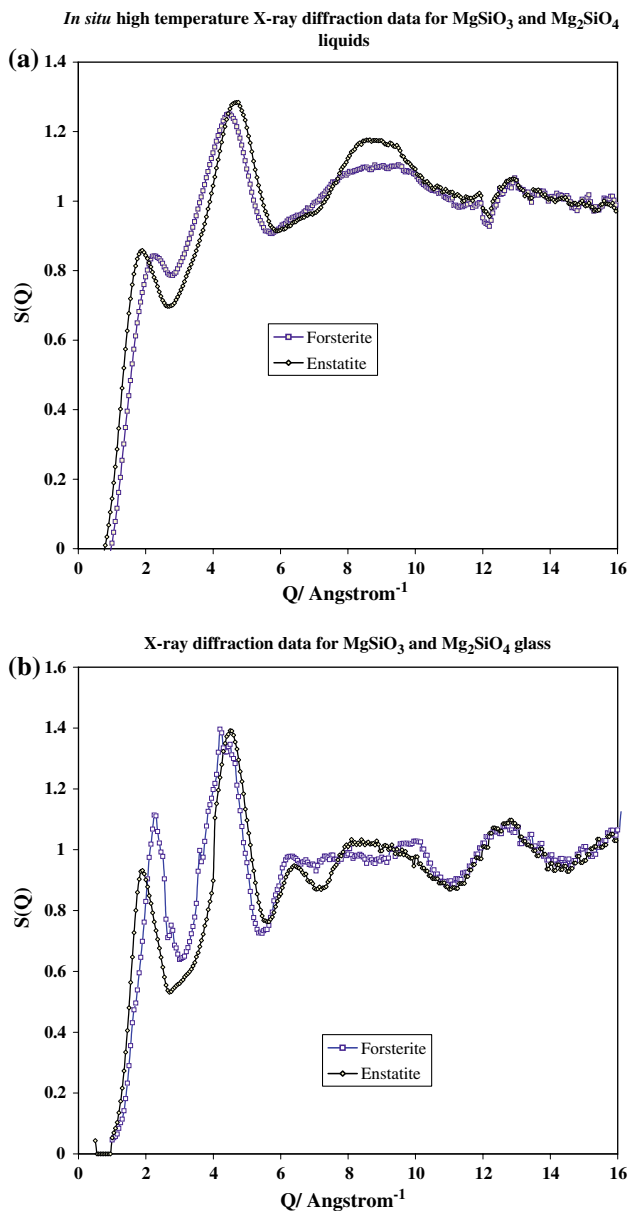 In situ high temperature X-ray diffraction data for MgSiO3 and Mg2SiO4
liquids
(a)
1.4
1.2
1
0.8
0.6
0.4
0.2
0
S(Q)
Forsterite
Enstatite
0 2 4 6 8 10 12 14 16
Q/ Angstrom-1
X-ray diffraction data for MgSiO3 and Mg2SiO4 glass
(b)
1.6
1.4
1.2
1
0.8
0.6
0.4
0.2
0
S(Q)
Forsterite
Enstatite
0 2 4 6 8 10 12 14 16
Q/ Angstrom-1